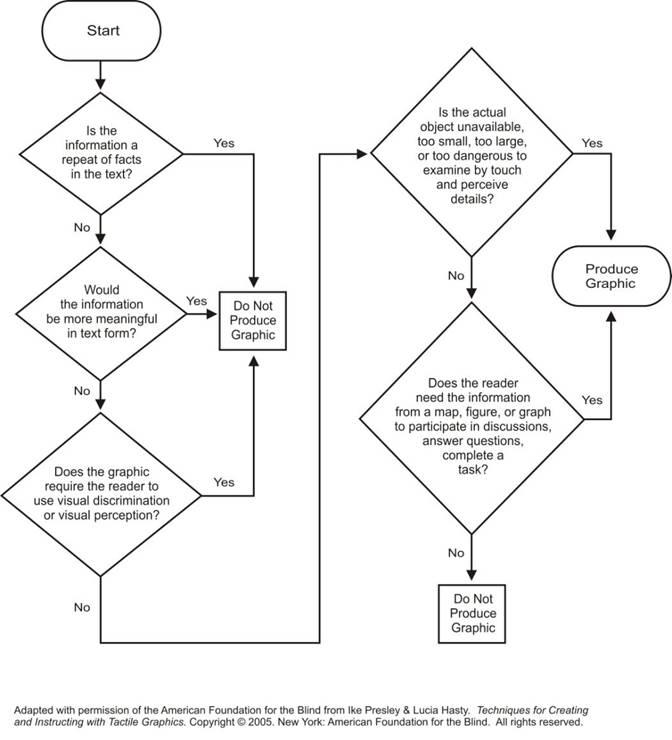 Start
Is the
information a
repeat of facts
in the text?
Yes
No
Would
the information
be more meaningful
in text form?
Yes
Do Not
Produce
Graphic
No
Does the graphic
require the reader to
use visual discrimination
or visual perception?
Yes
No
Is the actual
object unavailable,
too small, too large,
or too dangerous to
examine by touch
and perceive
details?
Yes
Produce
Graphic
No
Does the reader
need the information
from a map, figure, or graph
to participate in discussions,
answer questions,
complete a
task?
Yes
No
Do Not
Produce
Graphic
Adapted with permission of the American Foundation for the Blind from Ike Presley & Lucia Hasty. Techniques for Creating
and Instructing with Tactile Graphics. Copyright © 2005. New York: American Foundation for the Blind. All rights reserved.